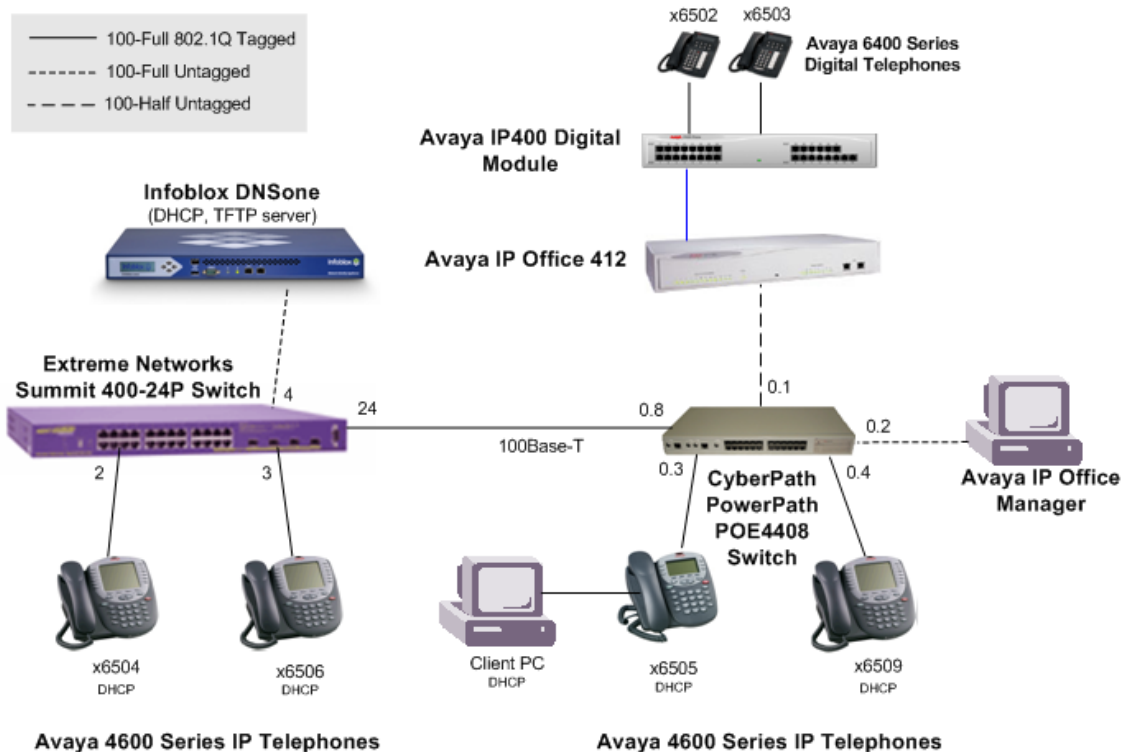 100-Full 802.1Q Tagged
100-Full Untagged
100-Half Untagged
x6502
x6503
Avaya 6400 Series
Digital Telephones
Avaya IP400 Digital
Module
Infoblox DNSone
(DHCP, TFTP server)
Infoblox
Avaya IP Office 412
Extreme Networks
Summit 400-24P Switch
4
24
2
3
100Base-T
0.8
0.1
0.2
0.3
0.4
CyberPath
PowerPath
POE4408
Switch
Avaya IP Office
Manager
x6504
DHCP
x6506
DHCP
Client PC
DHCP
x6505
DHCP
x6509
DHCP
Avaya 4600 Series IP Telephones
Avaya 4600 Series IP Telephones